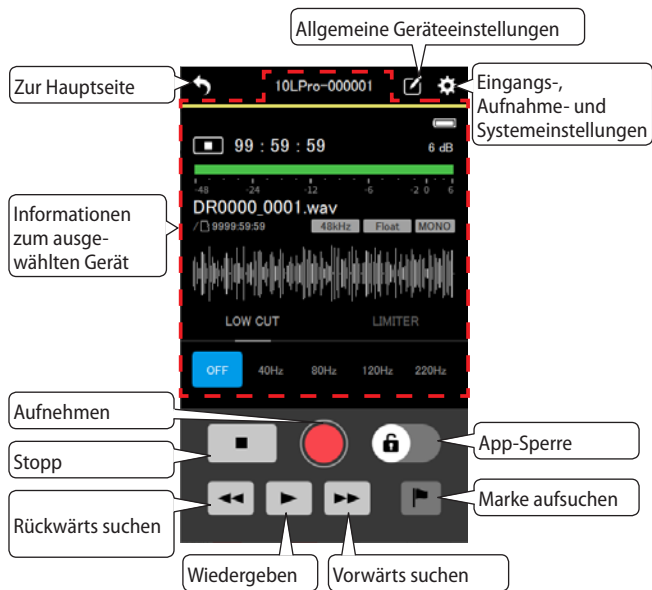 Allgemeine Geräteeinstellungen
Zur Hauptseite
10LPro-000001
Eingangs-,
Aufnahme- und
Systemeinstellungen
99 : 59 : 59
6 dB
-48 -24 -12 -6 -2 0 6
Informationen
zum ausge-
wählten Gerät
DR0000_0001.wav
/ 9999:59:59 48kHz Float MONO
LOW CUT LIMITER
OFF 40Hz 80Hz 120Hz 220Hz
Aufnehmen
Stopp
App-Sperre
Rückwärts suchen
Marke aufsuchen
Wiedergeben
Vorwärts suchen